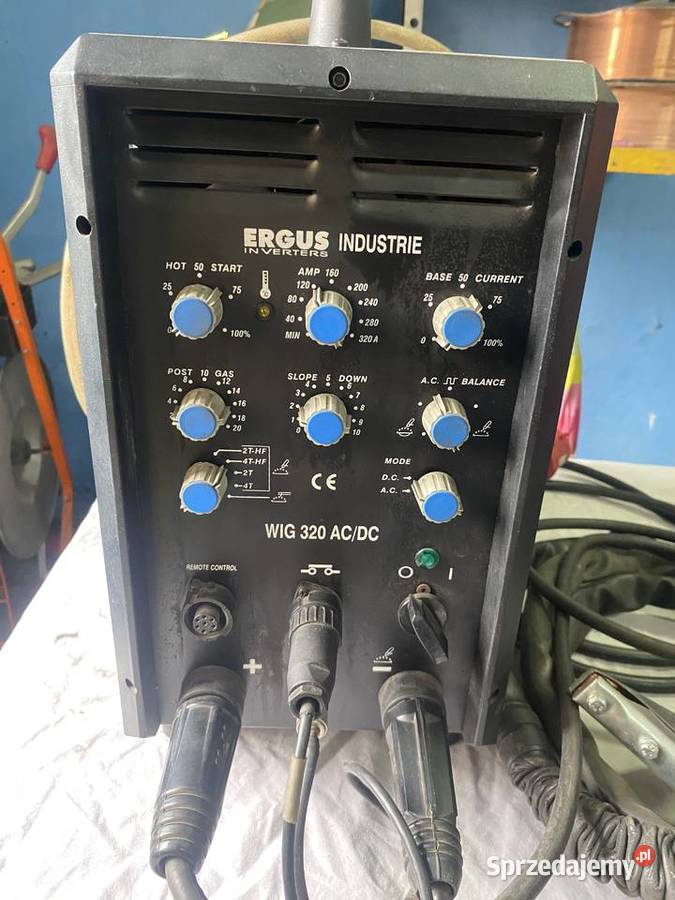 ERGUS INDUSTRIE
INVERTERS
HOT 50 START
25 75
0 100%
AMP 160
120 200
80 240
40 280
MIN 320 A
BASE 50 CURRENT
25 75
0 100%
POST 10 GAS
8 12
6 14
4 16
2 18
0 20
SLOPE 5 DOWN
4 6
3 7
2 8
1 9
0 10
A.C. BALANCE
2T-HF
4T-HF
2T
4T
CE
MODE
D.C.
A.C.
WIG 320 AC/DC
REMOTE CONTROL
O I
+
Sprzedajemy.pl